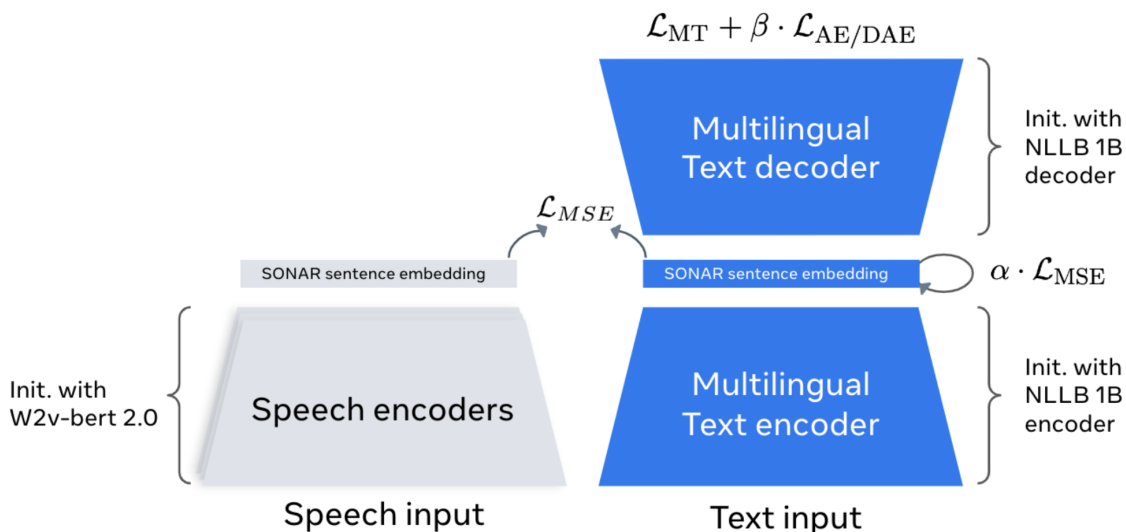 ℒMT + β · ℒAE/DAE
Multilingual
Text decoder
Init. with
NLLB 1B
decoder
ℒMSE
SONAR sentence embedding
SONAR sentence embedding
α · ℒMSE
Init. with
W2v-bert 2.0
Speech encoders
Multilingual
Text encoder
Init. with
NLLB 1B
encoder
Speech input
Text input